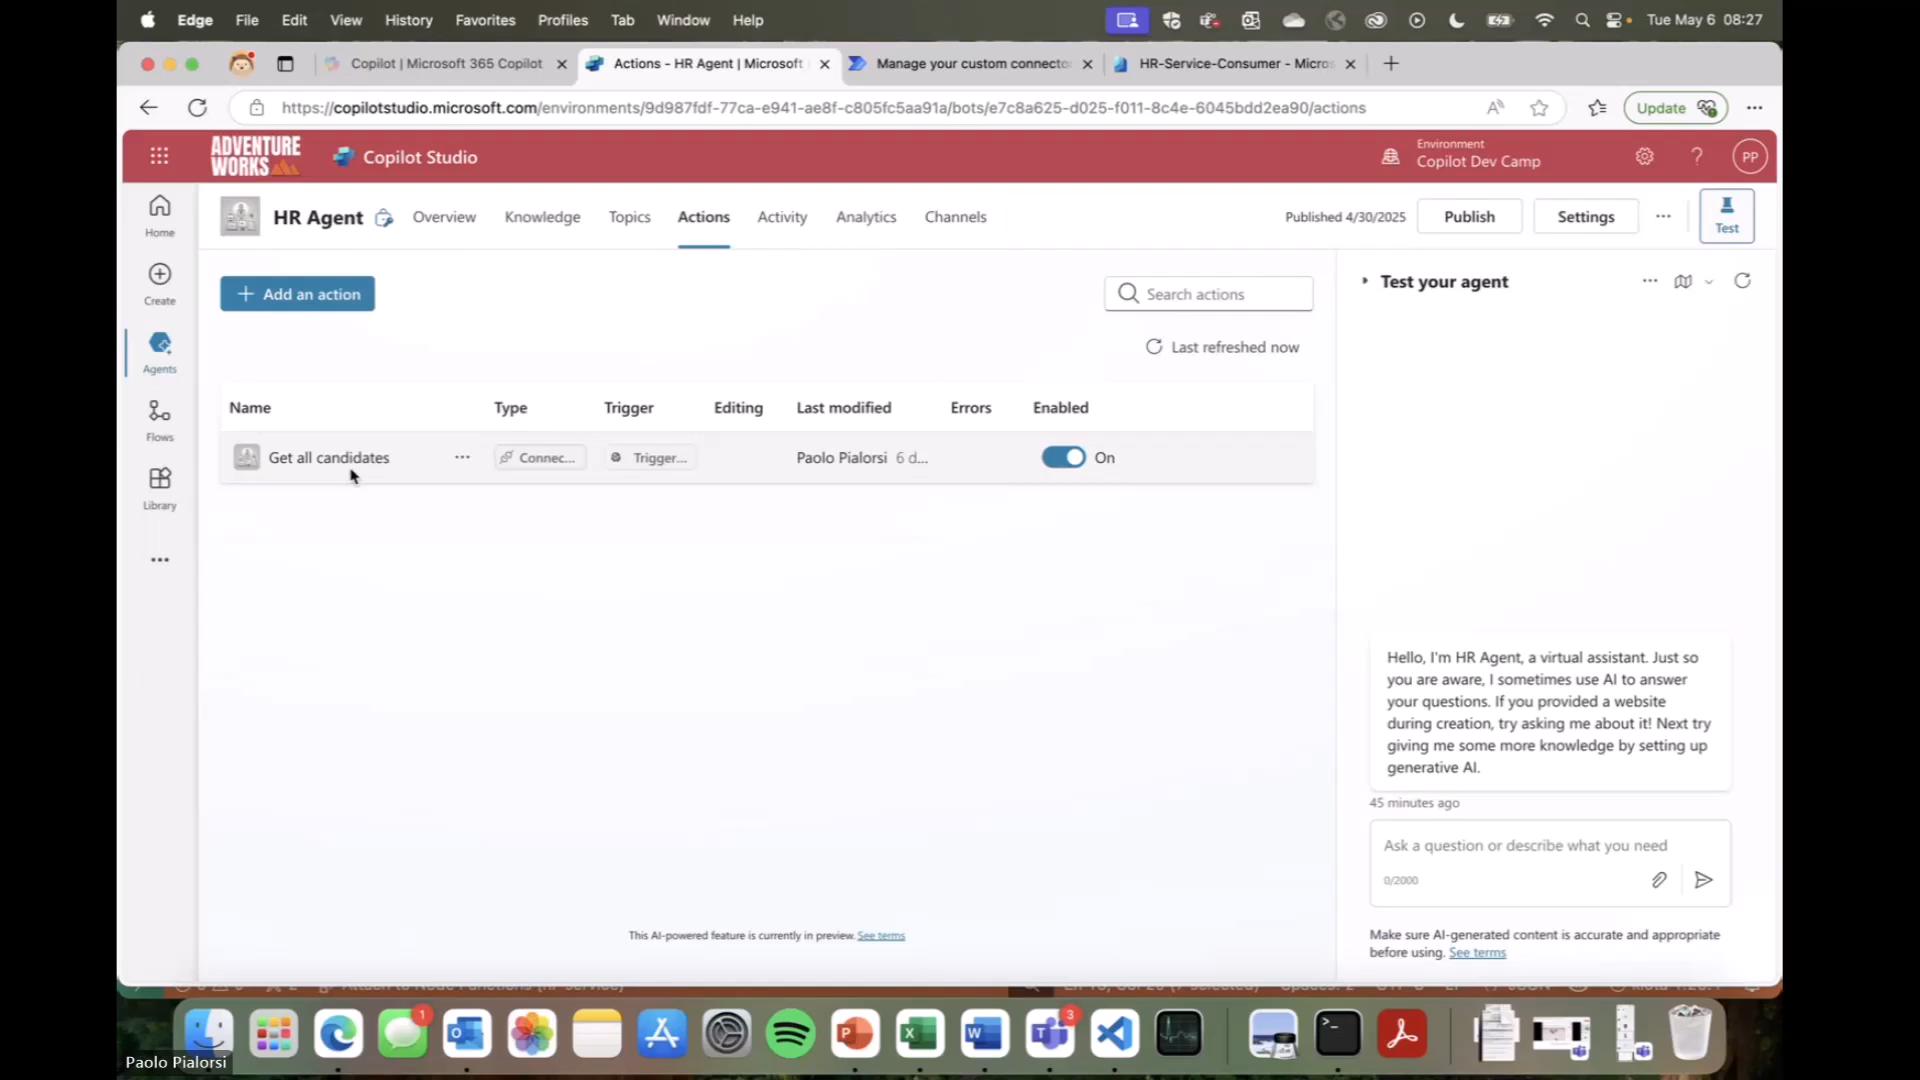 Edge File Edit View History Favorites Profiles Tab Window Help
Tue May 6 08:27
Copilot | Microsoft 365 Copilot
Actions - HR Agent | Microsoft
Manage your custom connecto
HR-Service-Consumer - Micros
https://copilotstudio.microsoft.com/environments/9d987fdf-77ca-e941-ae8f-c805fc5aa91a/bots/e7c8a625-d025-f011-8c4e-6045bdd2ea90/actions
Update
ADVENTURE
WORKS
Copilot Studio
Environment
Copilot Dev Camp
PP
Home
Create
Agents
Flows
Library
HR Agent
Overview
Knowledge
Topics
Actions
Activity
Analytics
Channels
Published 4/30/2025
Publish
Settings
Test
Add an action
Search actions
Last refreshed now
Name Type Trigger Editing Last modified Errors Enabled
Get all candidates Connec... Trigger... Paolo Pialorsi 6 d... On
This AI-powered feature is currently in preview. See terms
Test your agent
Hello, I'm HR Agent, a virtual assistant. Just so
you are aware, I sometimes use AI to answer
your questions. If you provided a website
during creation, try asking me about it! Next try
giving me some more knowledge by setting up
generative AI.
45 minutes ago
Ask a question or describe what you need
0/2000
Make sure AI-generated content is accurate and appropriate
before using. See terms
1
3
Paolo Pialorsi